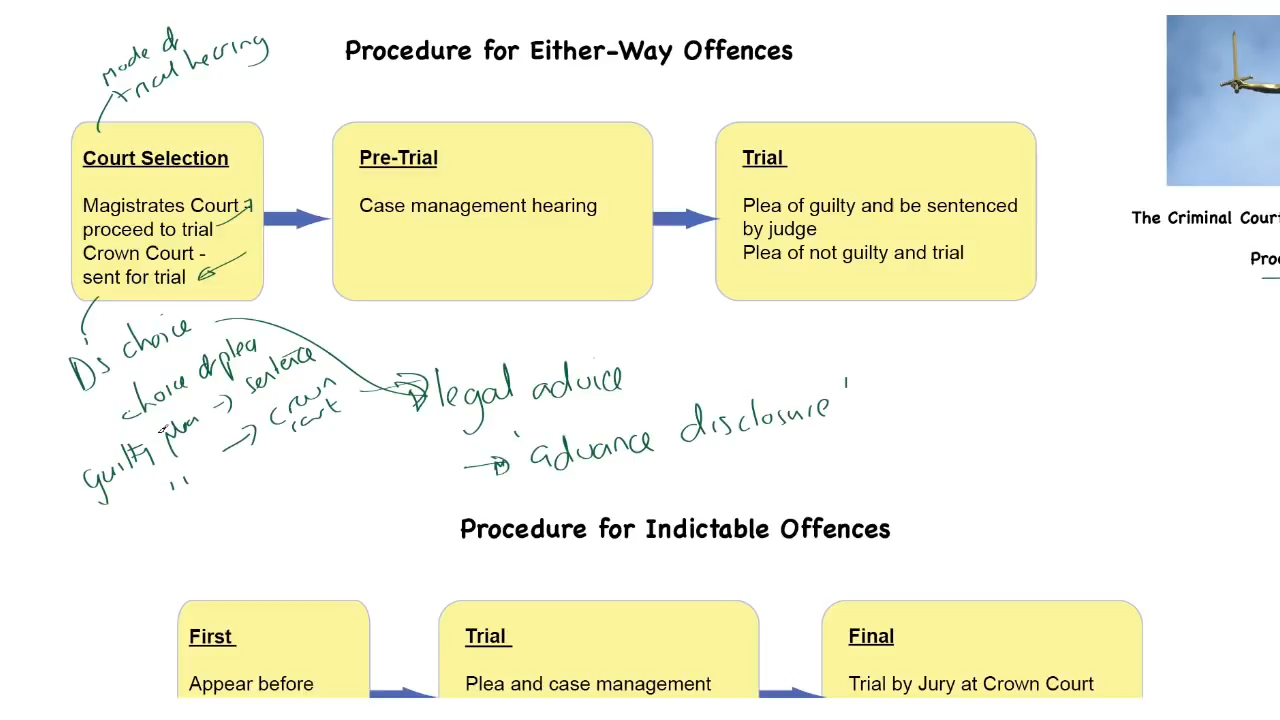 Procedure for Either-Way Offences
mode of
trial hearing
Court Selection
Magistrates Court
proceed to trial
Crown Court -
sent for trial
Pre-Trial
Case management hearing
Trial
Plea of guilty and be sentenced
by judge
Plea of not guilty and trial
The Criminal Court
Proc
Ds choice
choice of plea
guilty plea → sentence
" → crown
court
legal advice
→ 'advance disclosure'
Procedure for Indictable Offences
First
Appear before
Trial
Plea and case management
Final
Trial by Jury at Crown Court